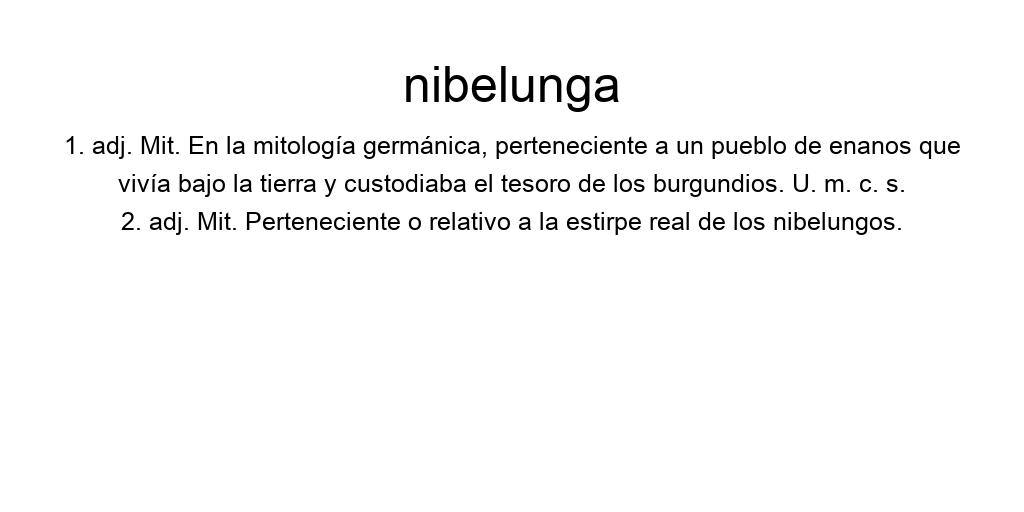 nibelunga
1. adj. Mit. En la mitología germánica, perteneciente a un pueblo de enanos que
vivía bajo la tierra y custodiaba el tesoro de los burgundios. U. m. c. s.
2. adj. Mit. Perteneciente o relativo a la estirpe real de los nibelungos.